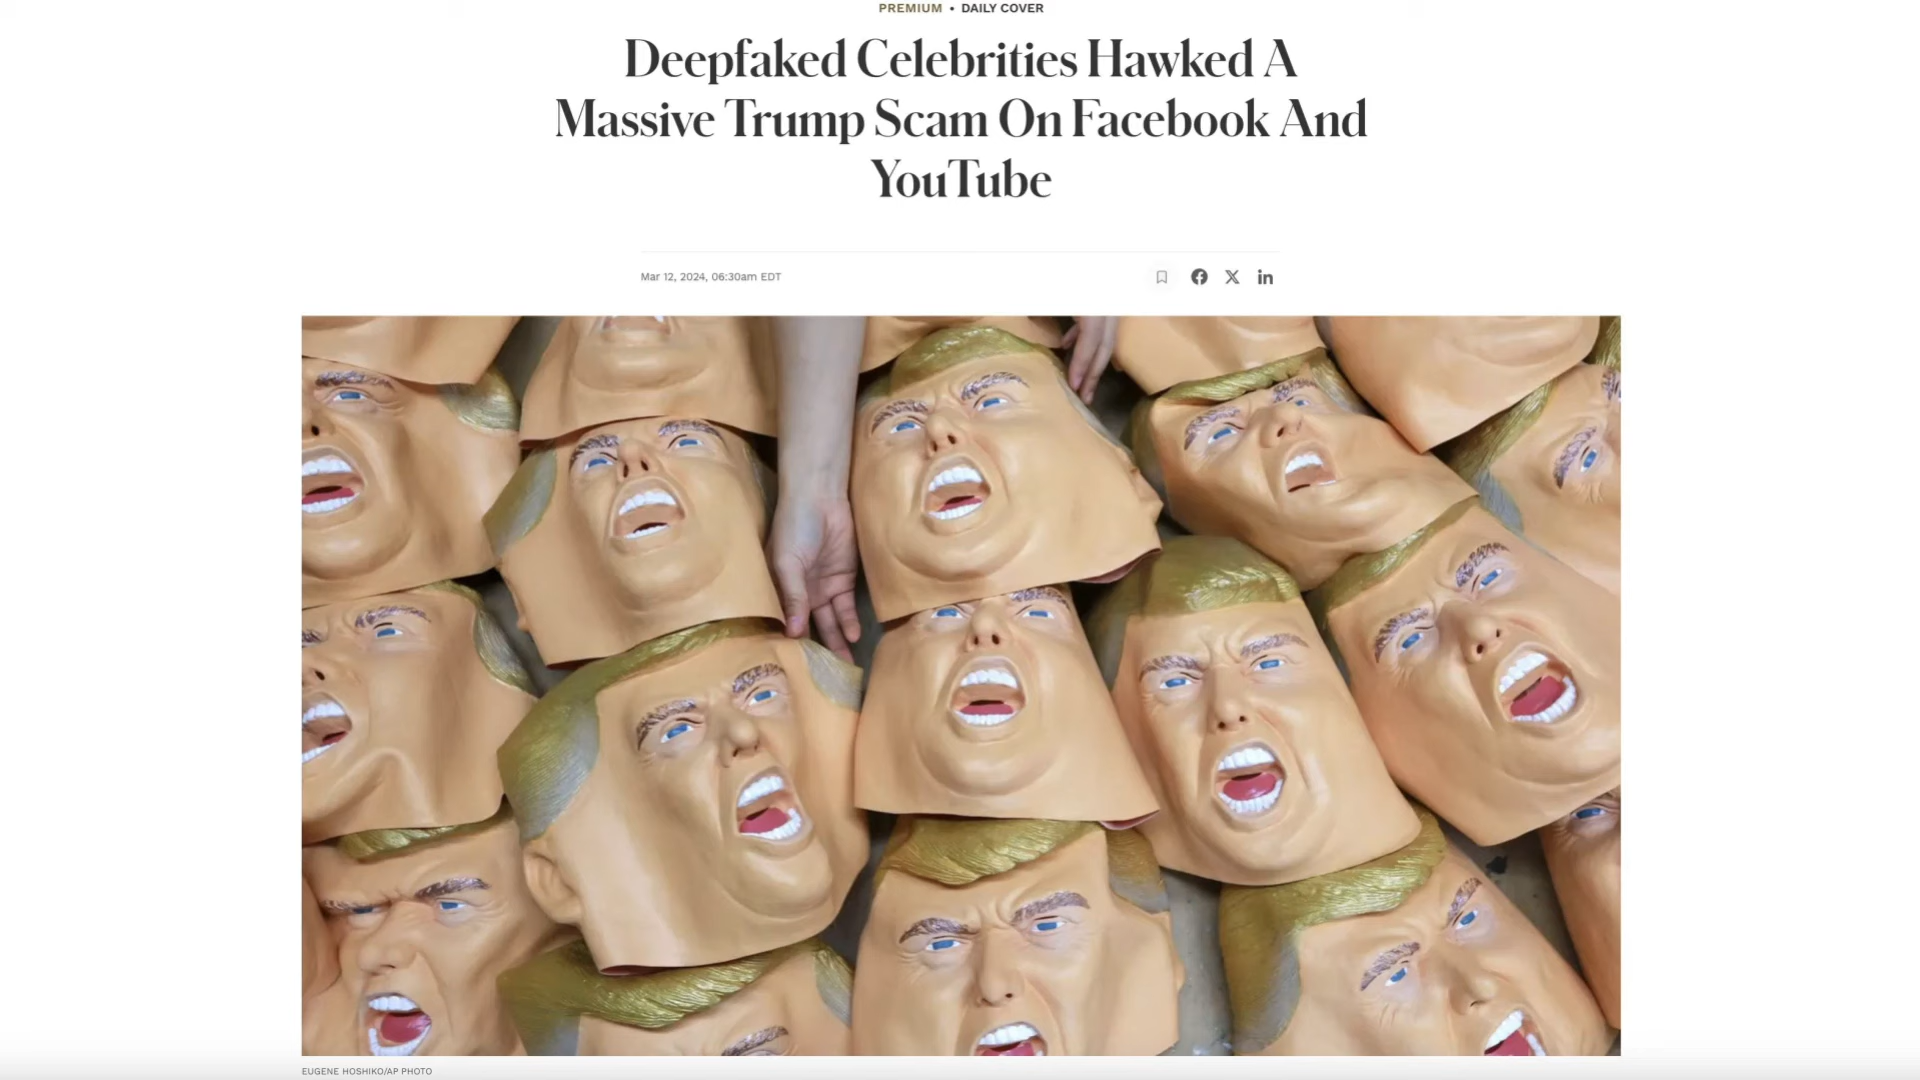 PREMIUM • DAILY COVER
Deepfaked Celebrities Hawked A
Massive Trump Scam On Facebook And
YouTube
Mar 12, 2024, 06:30am EDT
EUGENE HOSHIKO/AP PHOTO